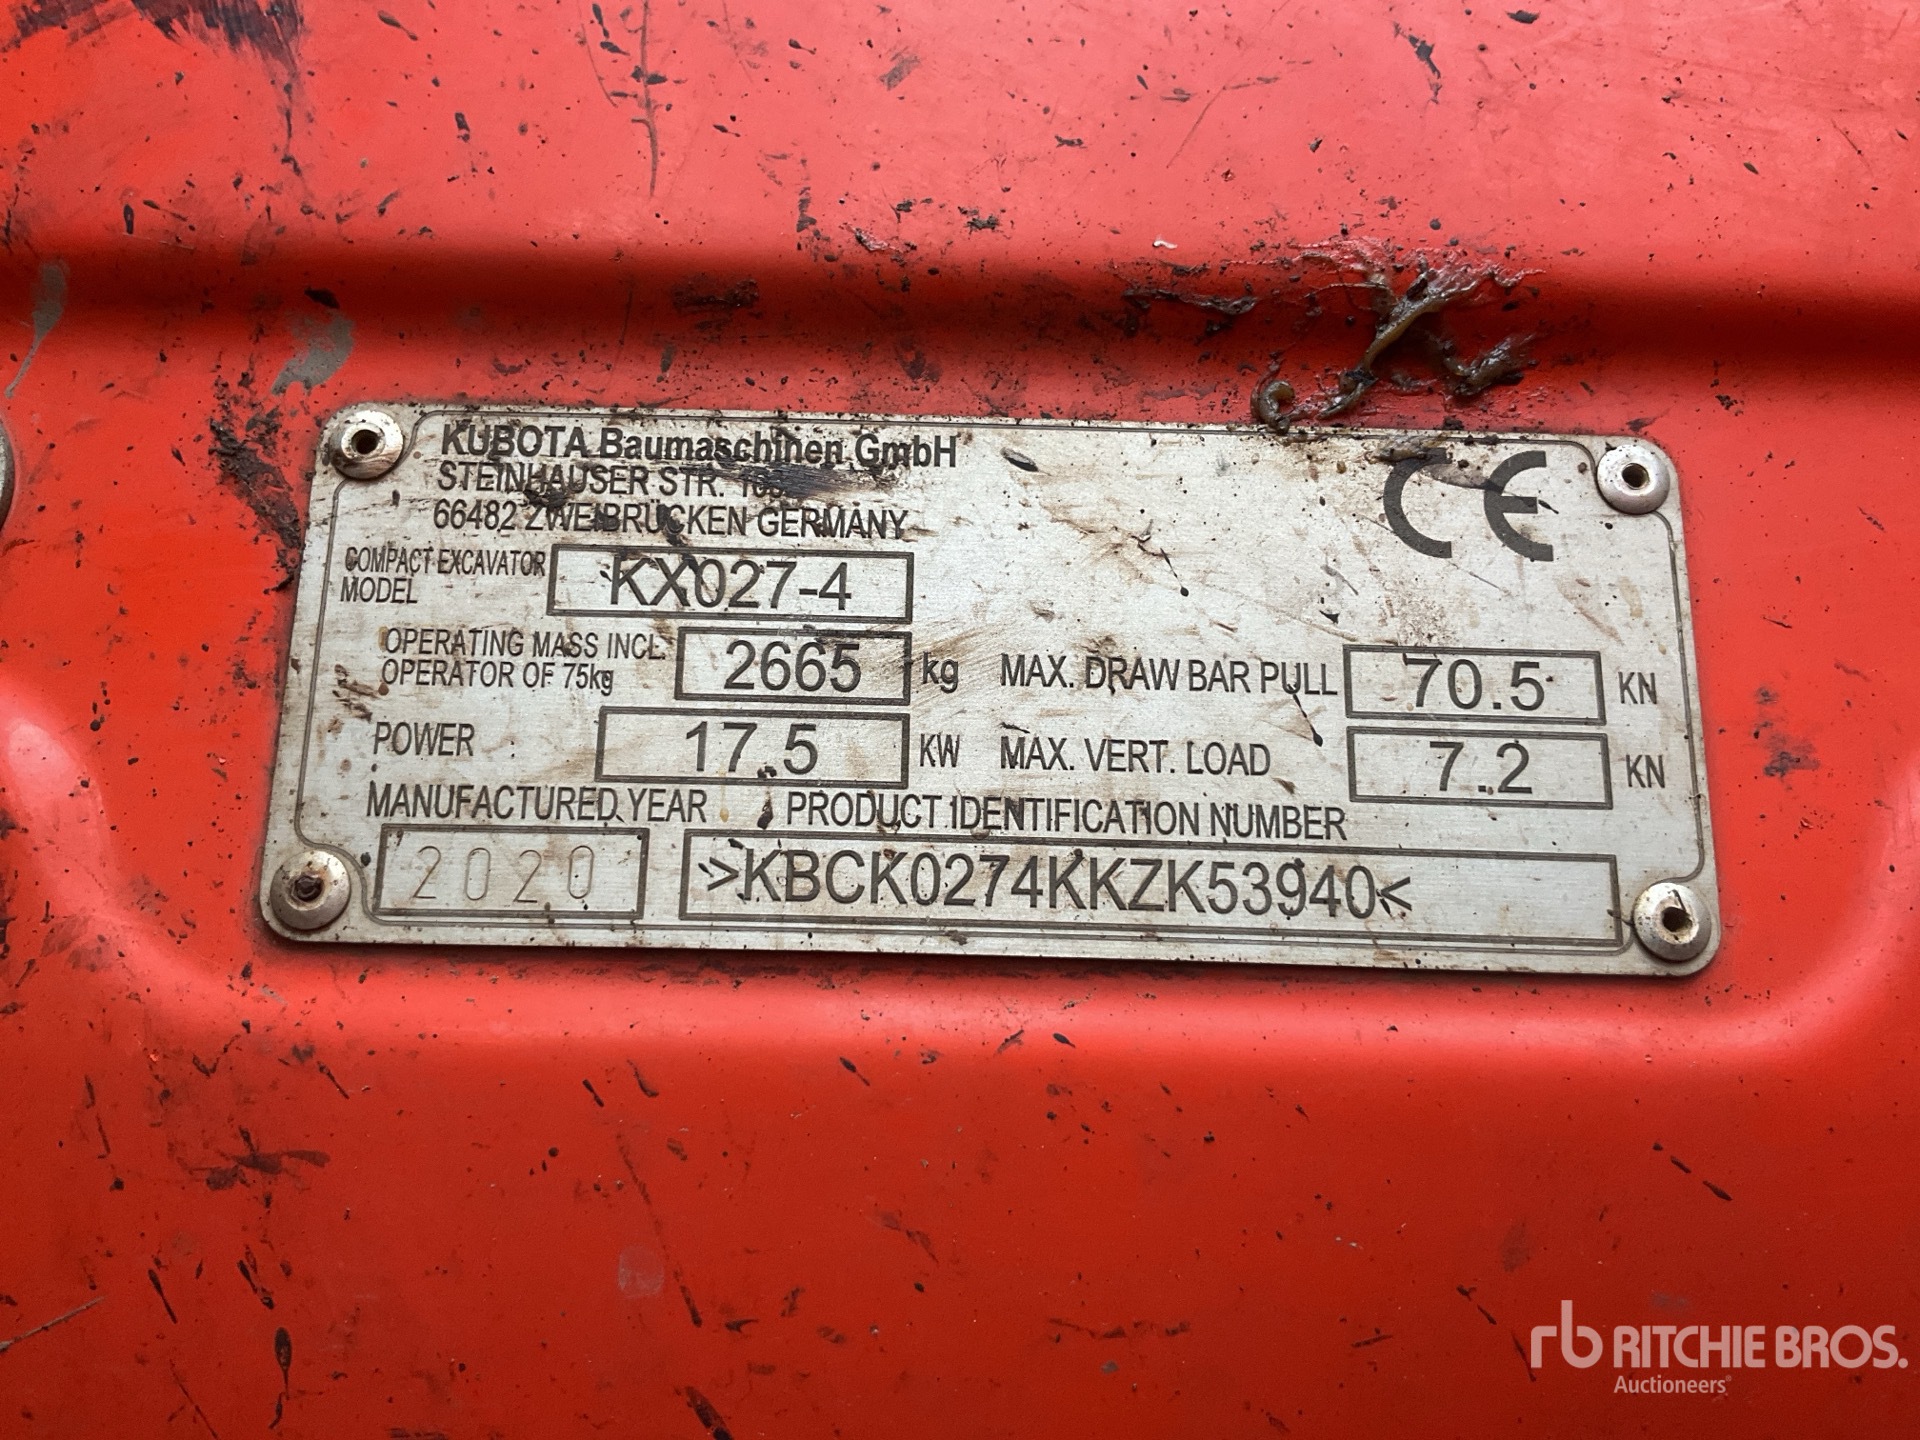 KUBOTA Baumaschinen GmbH
STEINHAUSER STR.
66482 ZWEIBRÜCKEN GERMANY
CE
COMPACT EXCAVATOR
MODEL
KX027-4
OPERATING MASS INCL.
OPERATOR OF 75kg
2665 kg
MAX. DRAW BAR PULL 70.5 KN
POWER 17.5 KW
MAX. VERT. LOAD 7.2 KN
MANUFACTURED YEAR
PRODUCT IDENTIFICATION NUMBER
2020
>KBCK0274KKZK53940<
rb RITCHIE BROS.
Auctioneers